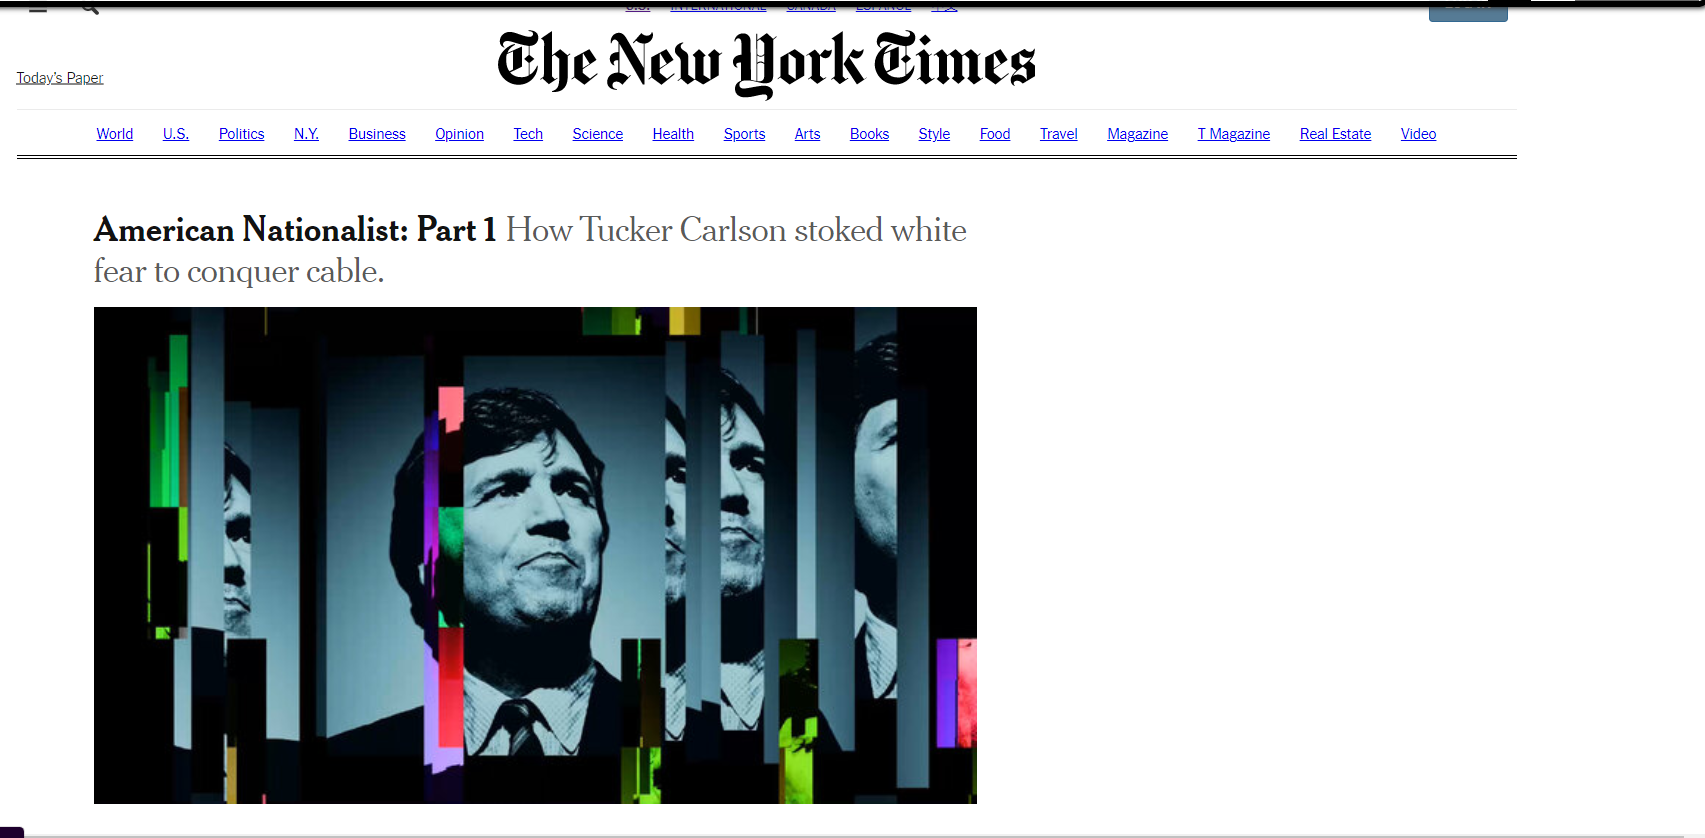 U.S. INTERNATIONAL CANADA ESPAÑOL 中文
The New York Times
Today's Paper
World U.S. Politics N.Y. Business Opinion Tech Science Health Sports Arts Books Style Food Travel Magazine T Magazine Real Estate Video
American Nationalist: Part 1 How Tucker Carlson stoked white
fear to conquer cable.